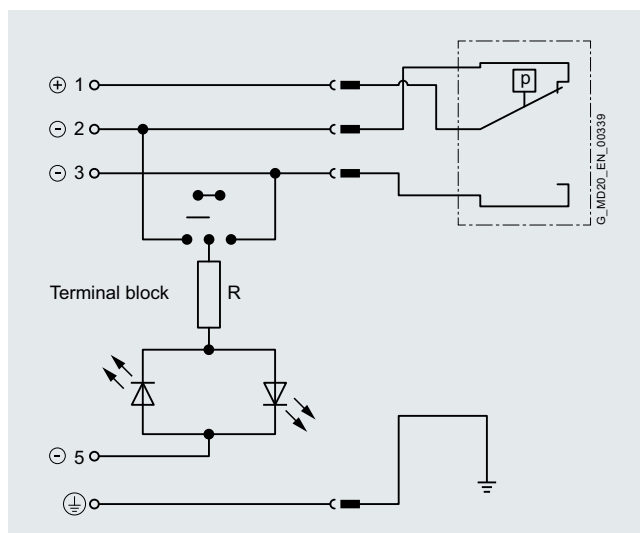 ⊕ 1
p
⊖ 2
⊖ 3
G_MD20_EN_00339
Terminal block
R
⊖ 5